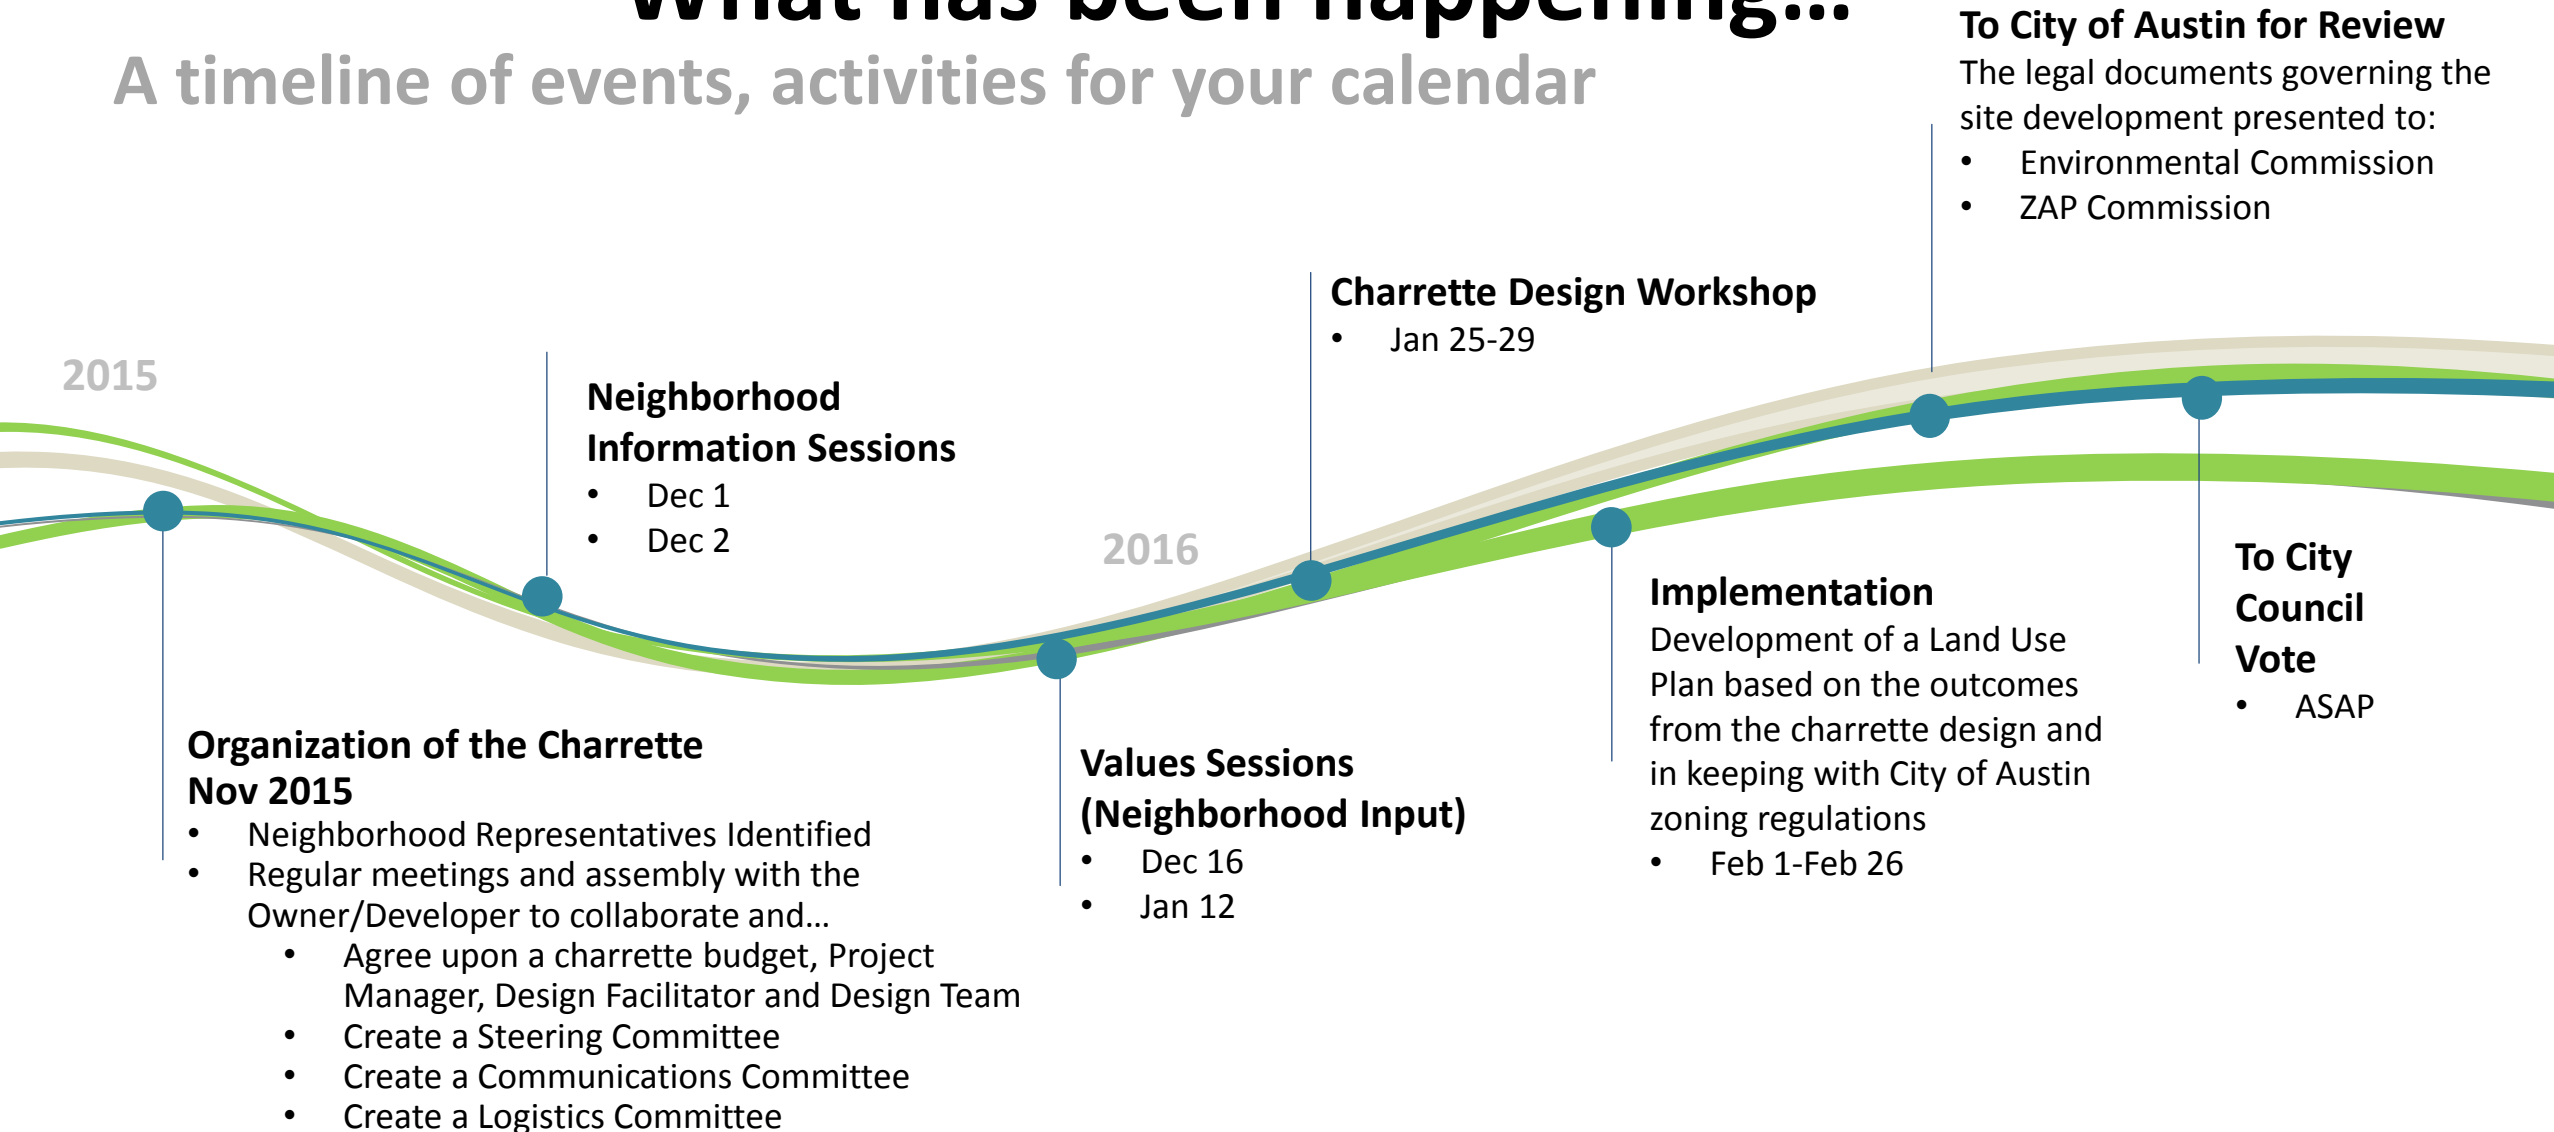 What has been happening...
A timeline of events, activities for your calendar
To City of Austin for Review
The legal documents governing the
site development presented to:
• Environmental Commission
• ZAP Commission
Charrette Design Workshop
• Jan 25-29
2015
Neighborhood
Information Sessions
• Dec 1
• Dec 2
2016
Organization of the Charrette
Nov 2015
• Neighborhood Representatives Identified
• Regular meetings and assembly with the
Owner/Developer to collaborate and...
• Agree upon a charrette budget, Project
Manager, Design Facilitator and Design Team
• Create a Steering Committee
• Create a Communications Committee
• Create a Logistics Committee
Values Sessions
(Neighborhood Input)
• Dec 16
• Jan 12
Implementation
Development of a Land Use
Plan based on the outcomes
from the charrette design and
in keeping with City of Austin
zoning regulations
• Feb 1-Feb 26
To City
Council
Vote
• ASAP